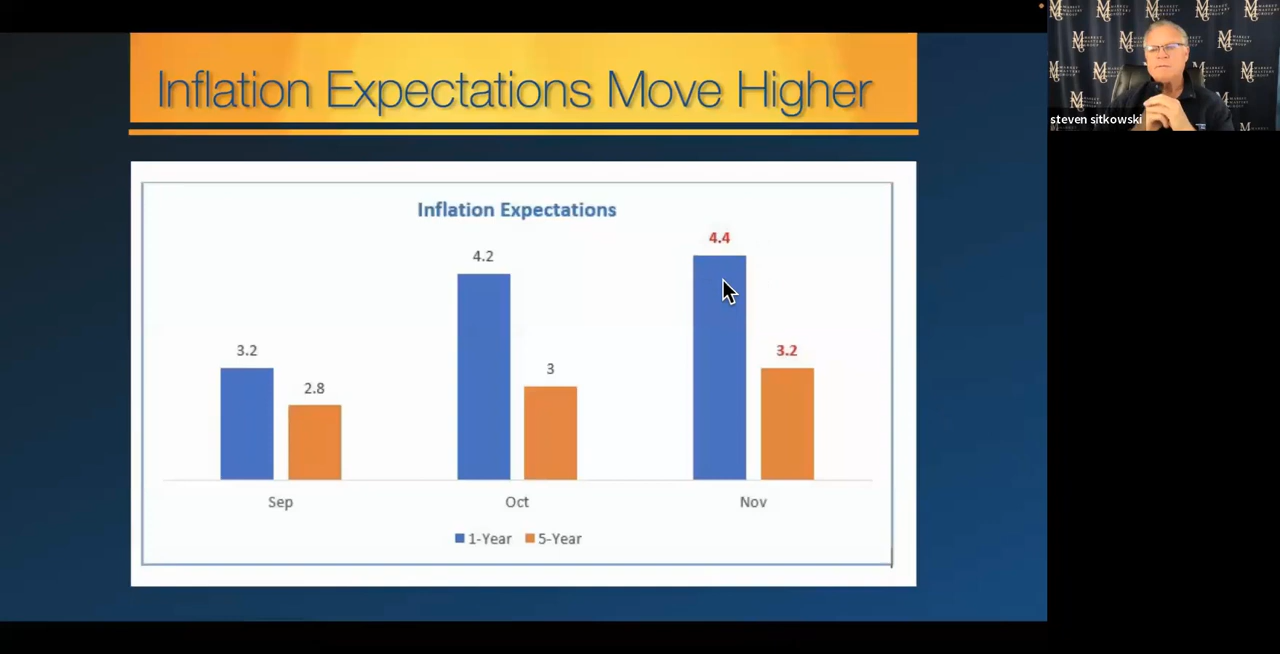 Inflation Expectations Move Higher
steven sitkowski
Inflation Expectations
4.4
4.2
3.2
3.2
3
2.8
Sep
Oct
Nov
1-Year
5-Year